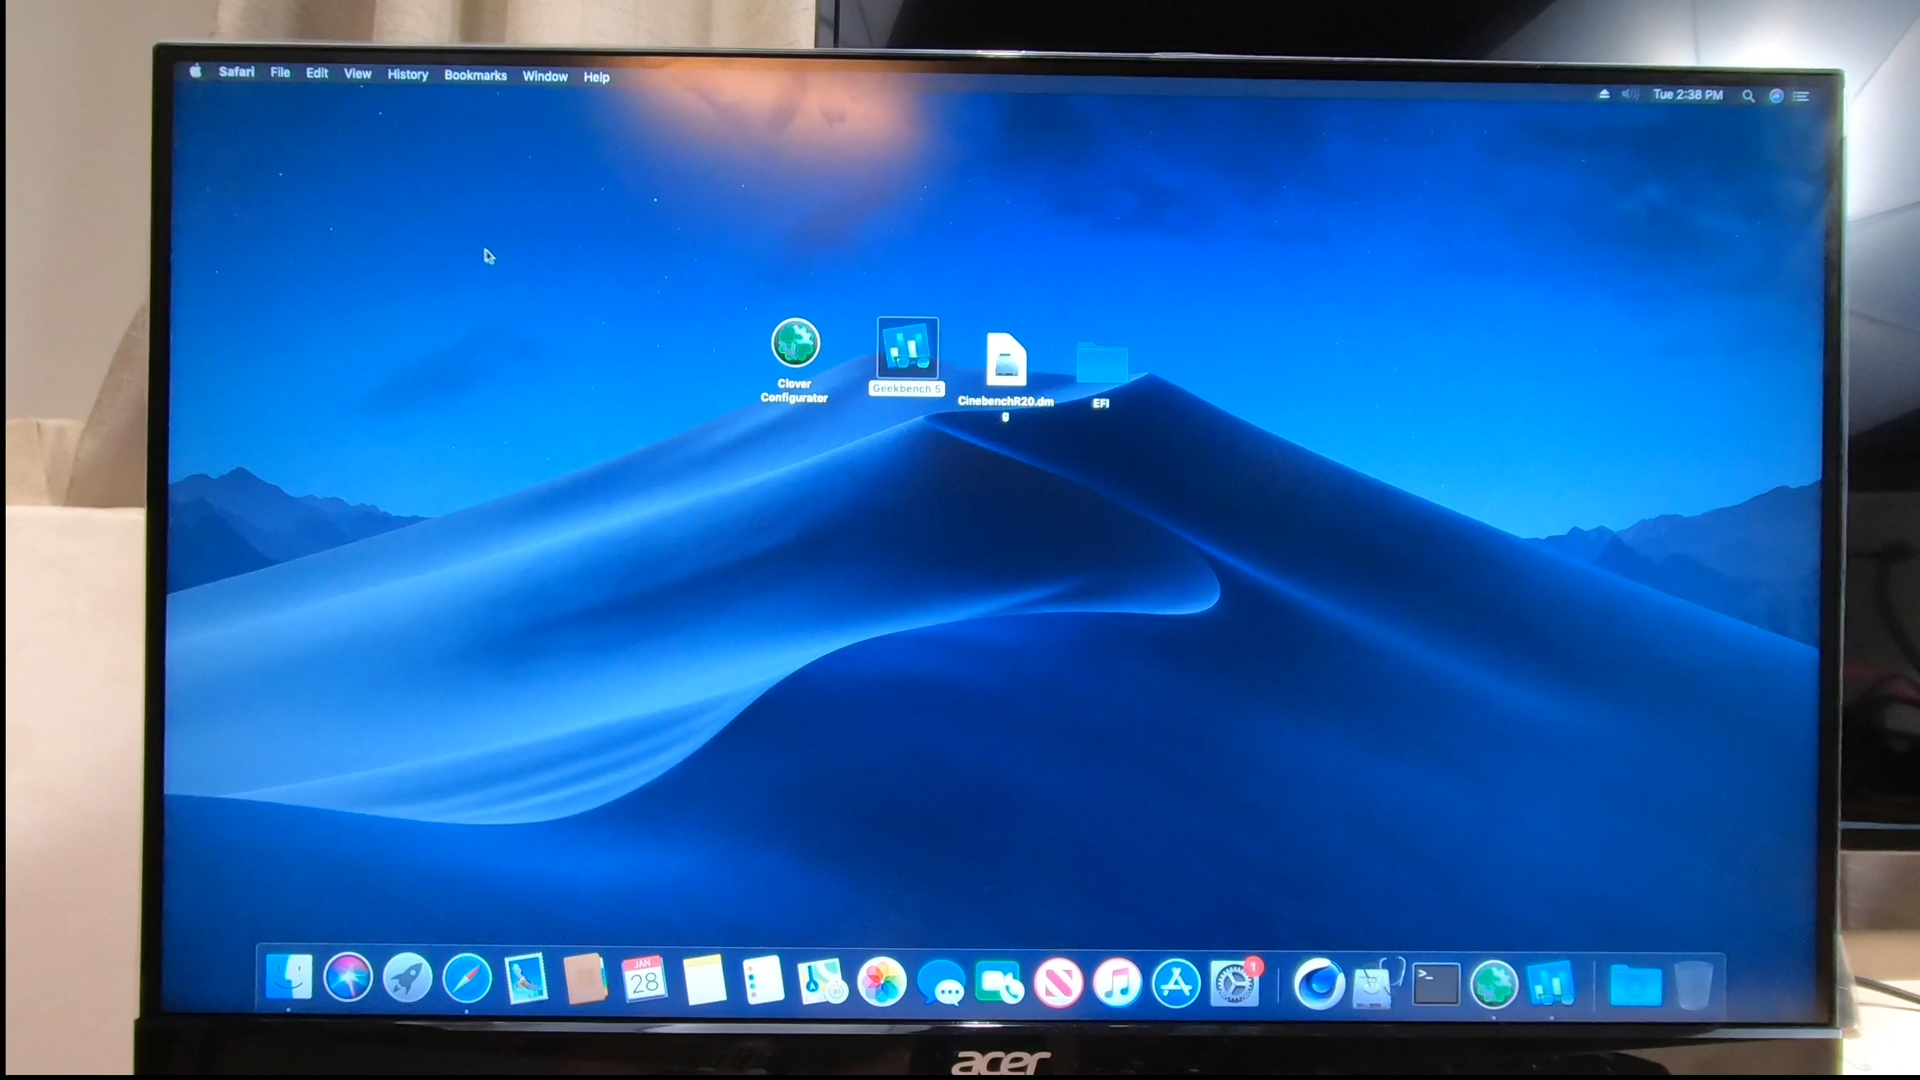 Safari File Edit View History Bookmarks Window Help
Tue 2:38 PM
Clover
Configurator
Geekbench 5
CinebenchR20.dm
g
EFI
JAN
28
1
acer